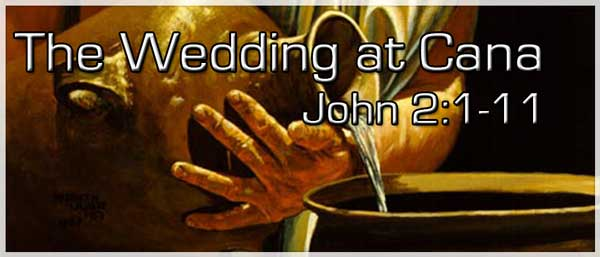 The Wedding at Cana
John 2:1-11